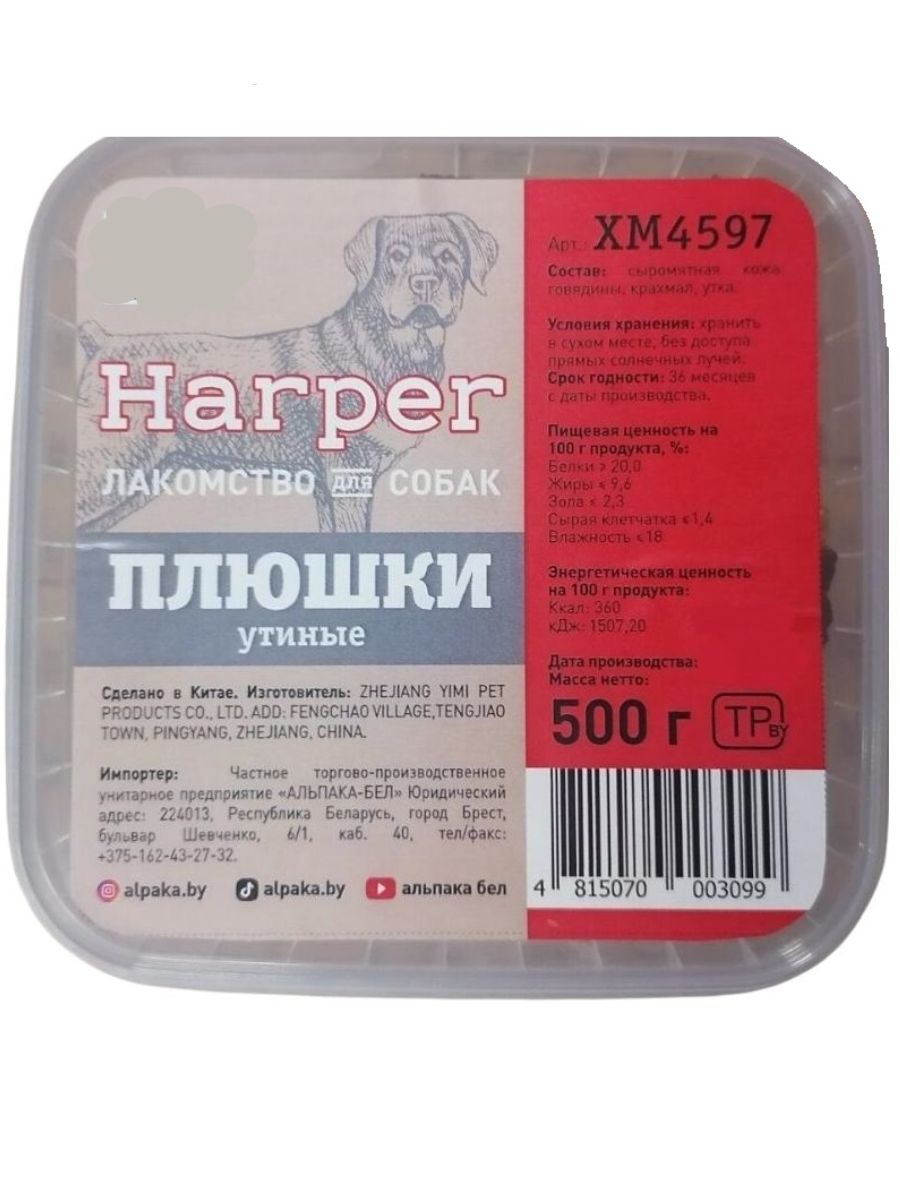 Harper
ЛАКОМСТВО для СОБАК
ПЛЮШКИ
утиные
Сделано в Китае. Изготовитель: ZHEJIANG YIMI PET
PRODUCTS CO., LTD. ADD: FENGCHAO VILLAGE,TENGJIAO
TOWN, PINGYANG, ZHEJIANG, CHINA.
Импортер: Частное торгово-производственное
унитарное предприятие «АЛЬПАКА-БЕЛ» Юридический
адрес: 224013, Республика Беларусь, город Брест,
бульвар Шевченко, 6/1, каб. 40, тел/факс:
+375-162-43-27-32.
alpaka.by alpaka.by альпака бел
Арт.: ХМ4597
Состав: сыромятная кожа
говядины, крахмал, утка.
Условия хранения: хранить
в сухом месте, без доступа
прямых солнечных лучей.
Срок годности: 36 месяцев
с даты производства.
Пищевая ценность на
100 г продукта, %:
Белки ≥ 20,0
Жиры ≤ 9,6
Зола ≤ 2,3
Сырая клетчатка ≤1,4
Влажность ≤18
Энергетическая ценность
на 100 г продукта:
Ккал: 360
кДж: 1507,20
Дата производства:
Масса нетто:
500 г ТР BY
4 815070 003099